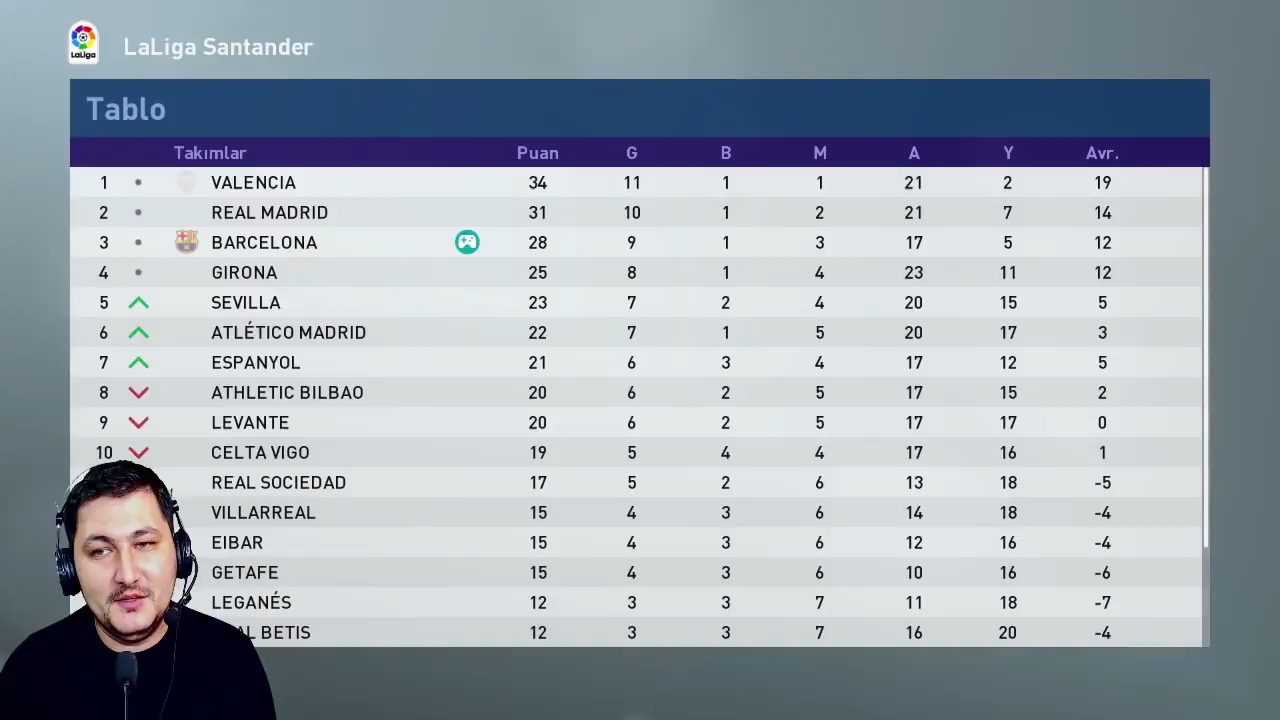 LaLiga
LaLiga Santander
Tablo
Takımlar Puan G B M A Y Avr.
1 VALENCIA 34 11 1 1 21 2 19
2 REAL MADRID 31 10 1 2 21 7 14
3 BARCELONA 28 9 1 3 17 5 12
4 GIRONA 25 8 1 4 23 11 12
5 SEVILLA 23 7 2 4 20 15 5
6 ATLÉTICO MADRID 22 7 1 5 20 17 3
7 ESPANYOL 21 6 3 4 17 12 5
8 ATHLETIC BILBAO 20 6 2 5 17 15 2
9 LEVANTE 20 6 2 5 17 17 0
10 CELTA VIGO 19 5 4 4 17 16 1
REAL SOCIEDAD 17 5 2 6 13 18 -5
VILLARREAL 15 4 3 6 14 18 -4
EIBAR 15 4 3 6 12 16 -4
GETAFE 15 4 3 6 10 16 -6
LEGANÉS 12 3 3 7 11 18 -7
AL BETIS 12 3 3 7 16 20 -4